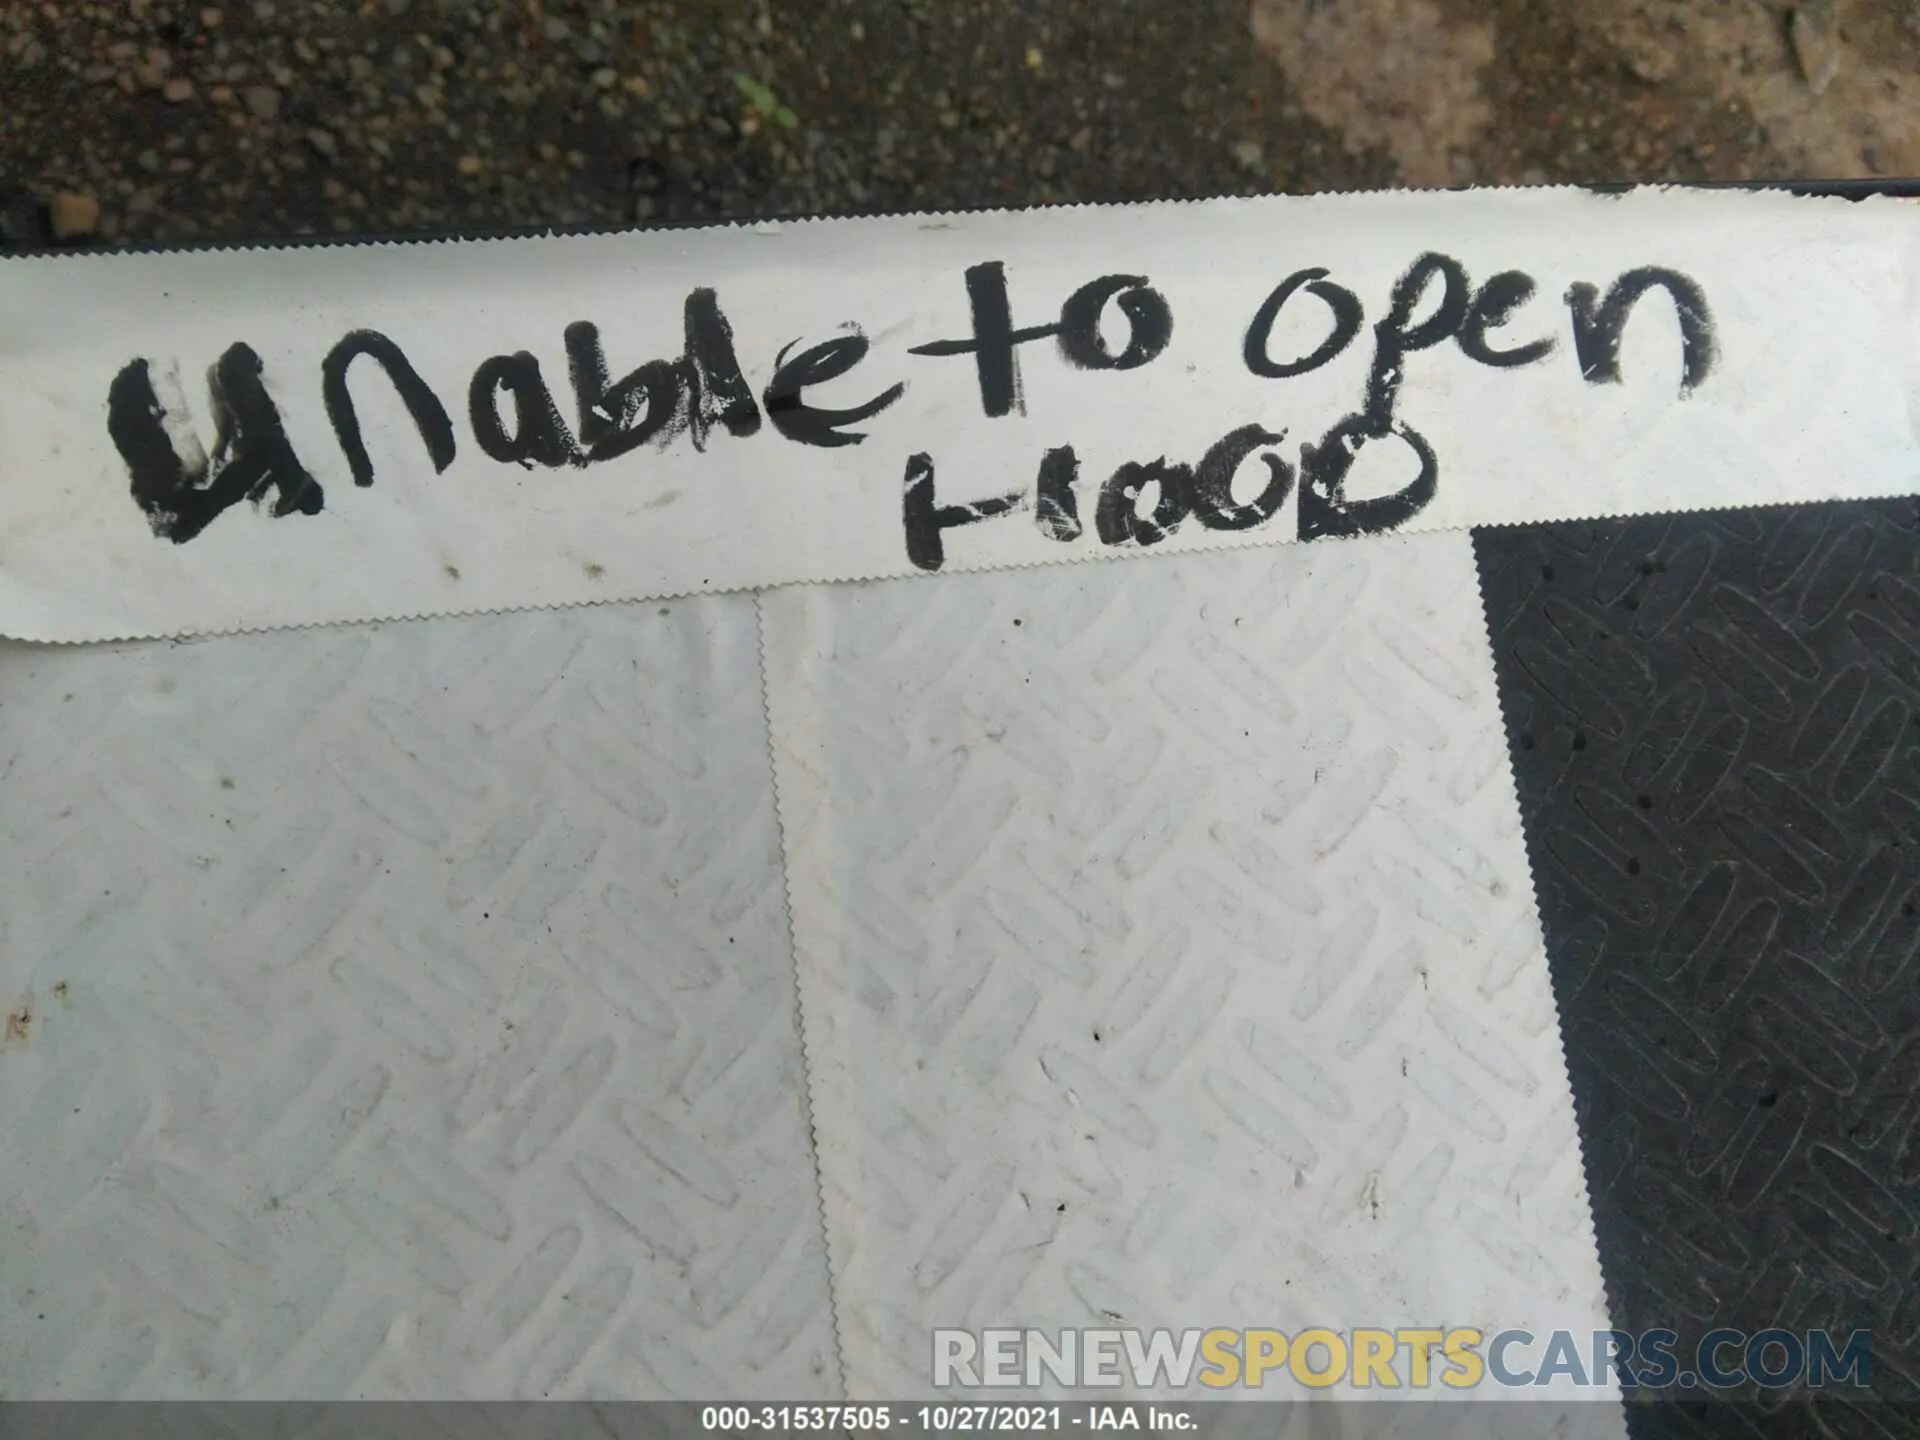 Unable to open
HOOD
RENEWSPORTSCARS.COM
000-31537505 - 10/27/2021 - IAA Inc.